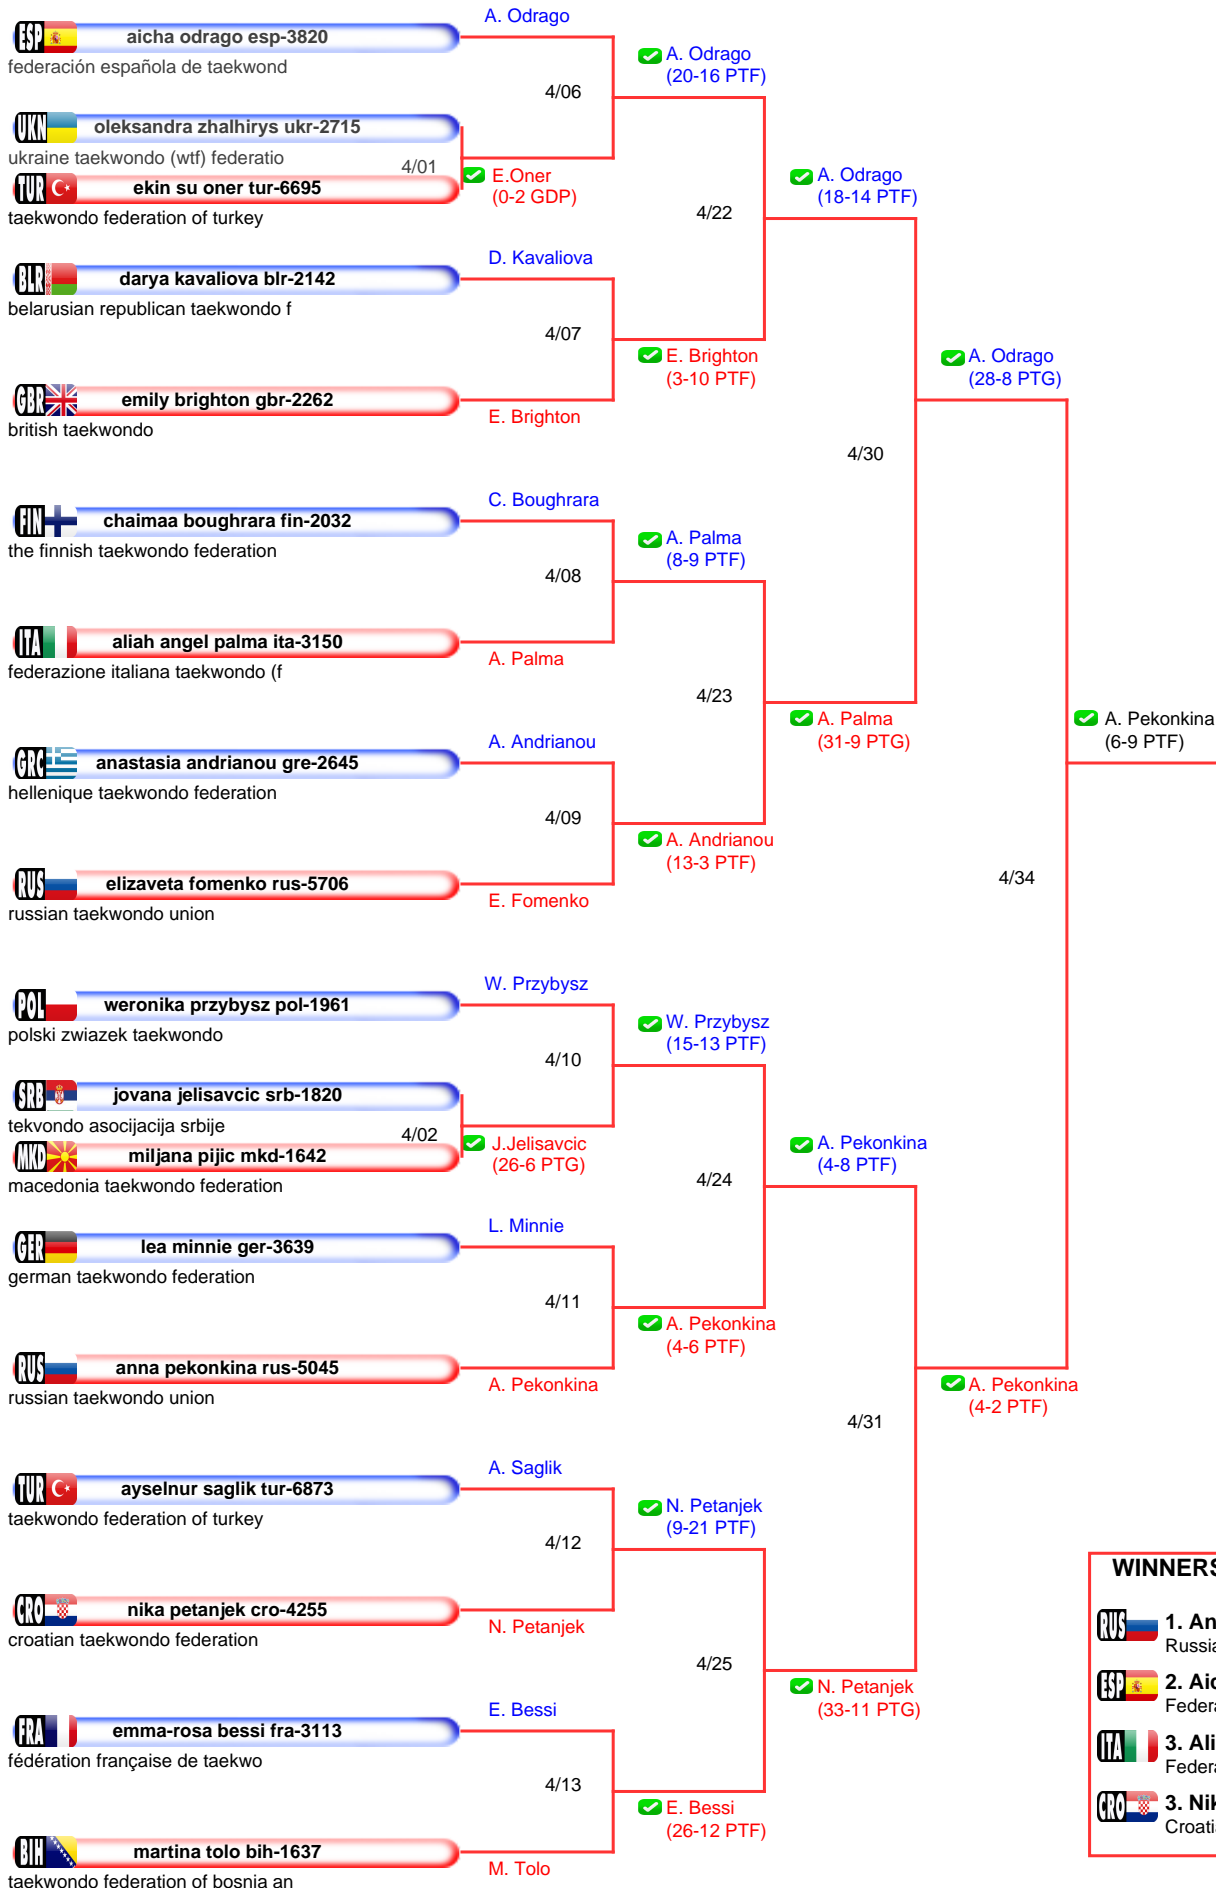 A. Odrago
ESP aicha odrago esp-3820
federación española de taekwond
A. Odrago
(20-16 PTF)
4/06
UKN oleksandra zhalhirys ukr-2715
ukraine taekwondo (wtf) federatio
4/01
E.Oner
(0-2 GDP)
TUR ekin su oner tur-6695
taekwondo federation of turkey
A. Odrago
(18-14 PTF)
4/22
D. Kavaliova
BLR darya kavaliova blr-2142
belarusian republican taekwondo f
4/07
E. Brighton
(3-10 PTF)
A. Odrago
(28-8 PTG)
GBR emily brighton gbr-2262
E. Brighton
british taekwondo
4/30
C. Boughrara
FIN chaimaa boughrara fin-2032
the finnish taekwondo federation
A. Palma
(8-9 PTF)
4/08
ITA aliah angel palma ita-3150
A. Palma
federazione italiana taekwondo (f
4/23
A. Palma
(31-9 PTG)
A. Pekonkina
(6-9 PTF)
A. Andrianou
GRC anastasia andrianou gre-2645
hellenique taekwondo federation
4/09
A. Andrianou
(13-3 PTF)
4/34
RUS elizaveta fomenko rus-5706
E. Fomenko
russian taekwondo union
W. Przybysz
POL weronika przybysz pol-1961
polski zwiazek taekwondo
W. Przybysz
(15-13 PTF)
4/10
SRB jovana jelisavcic srb-1820
tekvondo asocijacija srbije
4/02
J.Jelisavcic
(26-6 PTG)
MKD miljana pijic mkd-1642
macedonia taekwondo federation
A. Pekonkina
(4-8 PTF)
4/24
L. Minnie
GER lea minnie ger-3639
german taekwondo federation
4/11
A. Pekonkina
(4-6 PTF)
RUS anna pekonkina rus-5045
A. Pekonkina
russian taekwondo union
A. Pekonkina
(4-2 PTF)
4/31
A. Saglik
TUR ayselnur saglik tur-6873
taekwondo federation of turkey
N. Petanjek
(9-21 PTF)
4/12
CRO nika petanjek cro-4255
N. Petanjek
croatian taekwondo federation
4/25
N. Petanjek
(33-11 PTG)
E. Bessi
FRA emma-rosa bessi fra-3113
fédération française de taekwo
4/13
E. Bessi
(26-12 PTF)
BIH martina tolo bih-1637
M. Tolo
taekwondo federation of bosnia an
WINNERS
RUS 1. An
Russia
ESP 2. Aic
Federa
ITA 3. Ali
Federa
CRO 3. Nik
Croati